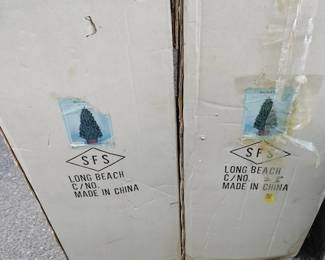 SFS
LONG BEACH
C/NO.
MADE IN CHINA
SFS
LONG BEACH
C/NO.
MADE IN CHINA